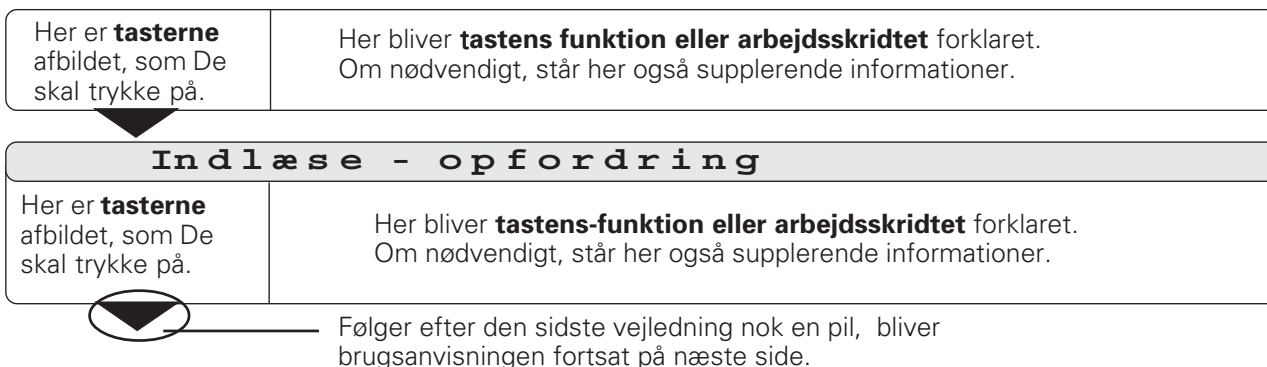 Her er tasterne
afbildet, som De
skal trykke på.
Her bliver tastens funktion eller arbejdsskridtet forklaret.
Om nødvendigt, står her også supplerende informationer.
Indlæse - opfordring
Her er tasterne
afbildet, som De
skal trykke på.
Her bliver tastens-funktion eller arbejdsskridtet forklaret.
Om nødvendigt, står her også supplerende informationer.
Følger efter den sidste vejledning nok en pil, bliver
brugsanvisningen fortsat på næste side.